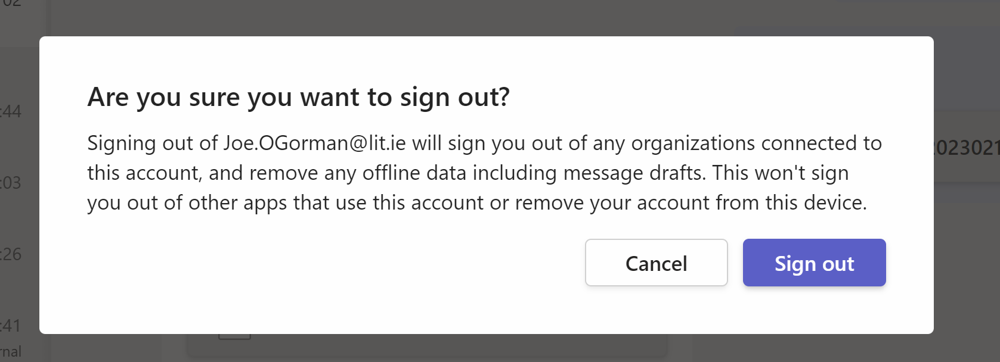 02
:44
:03
:26
:41
rnal
Are you sure you want to sign out?
Signing out of Joe.OGorman@lit.ie will sign you out of any organizations connected to
this account, and remove any offline data including message drafts. This won't sign
you out of other apps that use this account or remove your account from this device.
Cancel
Sign out
2023021